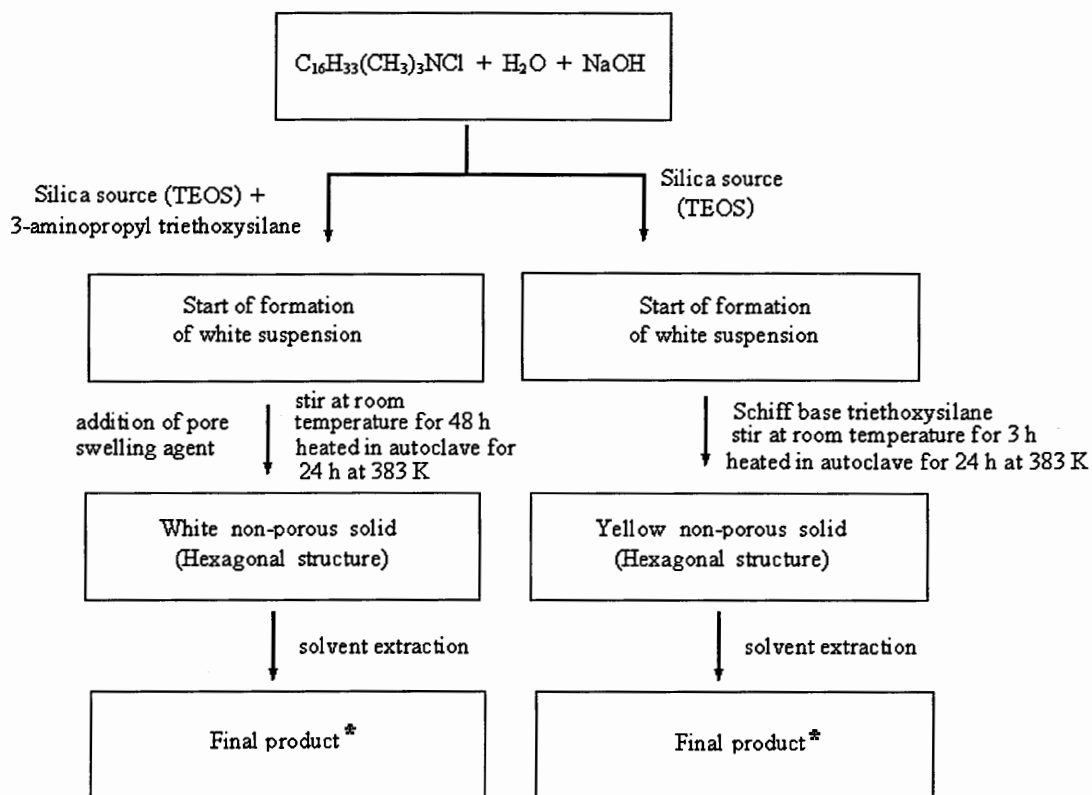 C₁₆H₃₃(CH₃)₃NCl + H₂O + NaOH
Silica source (TEOS) +
3-aminopropyl triethoxysilane
Silica source
(TEOS)
Start of formation
of white suspension
Start of formation
of white suspension
addition of pore
swelling agent
stir at room
temperature for 48 h
heated in autoclave for
24 h at 383 K
Schiff base triethoxysilane
stir at room temperature for 3 h
heated in autoclave for 24 h at 383 K
White non-porous solid
(Hexagonal structure)
Yellow non-porous solid
(Hexagonal structure)
solvent extraction
solvent extraction
Final product*
Final product*